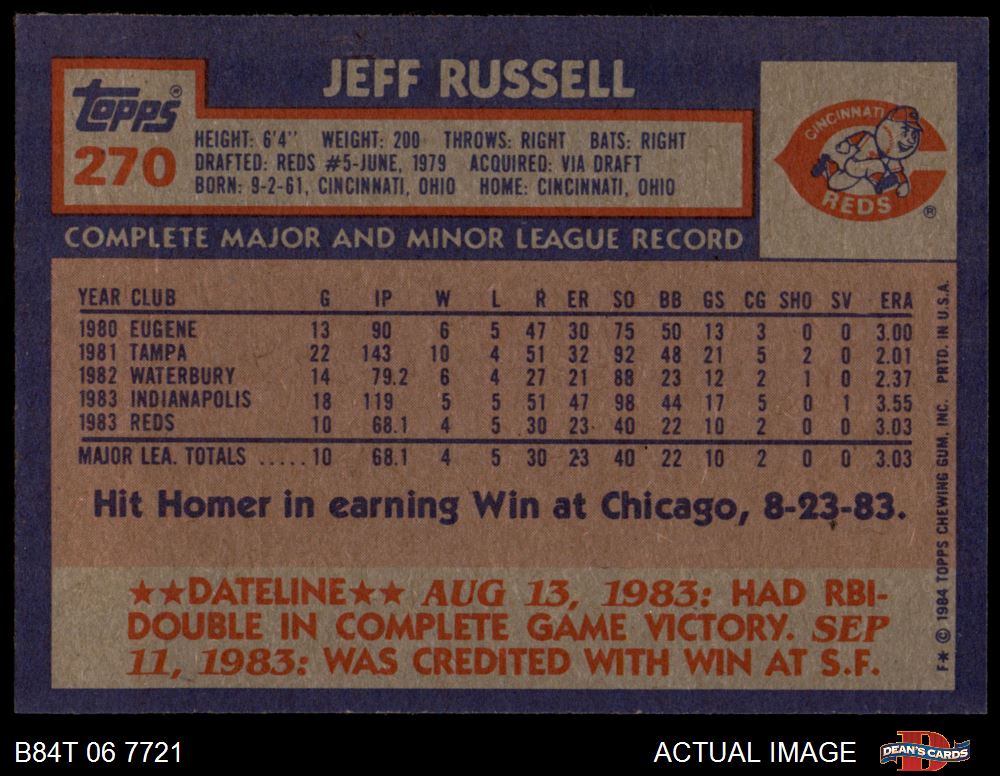 topps®
270
JEFF RUSSELL
HEIGHT: 6'4" WEIGHT: 200 THROWS: RIGHT BATS: RIGHT
DRAFTED: REDS #5-JUNE, 1979 ACQUIRED: VIA DRAFT
BORN: 9-2-61, CINCINNATI, OHIO HOME: CINCINNATI, OHIO
CINCINNATI
REDS
®
COMPLETE MAJOR AND MINOR LEAGUE RECORD
YEAR CLUB G IP W L R ER SO BB GS CG SHO SV ERA
1980 EUGENE 13 90 6 5 47 30 75 50 13 3 0 0 3.00
1981 TAMPA 22 143 10 4 51 32 92 48 21 5 2 0 2.01
1982 WATERBURY 14 79.2 6 4 27 21 88 23 12 2 1 0 2.37
1983 INDIANAPOLIS 18 119 5 5 51 47 98 44 17 5 0 1 3.55
1983 REDS 10 68.1 4 5 30 23 40 22 10 2 0 0 3.03
MAJOR LEA. TOTALS .....10 68.1 4 5 30 23 40 22 10 2 0 0 3.03
Hit Homer in earning Win at Chicago, 8-23-83.
★★DATELINE★★ AUG 13, 1983: HAD RBI-
DOUBLE IN COMPLETE GAME VICTORY. SEP
11, 1983: WAS CREDITED WITH WIN AT S.F.
F* © 1984 TOPPS CHEWING GUM, INC. PRTD. IN U.S.A.
B84T 06 7721
ACTUAL IMAGE
D
DEAN'S CARDS